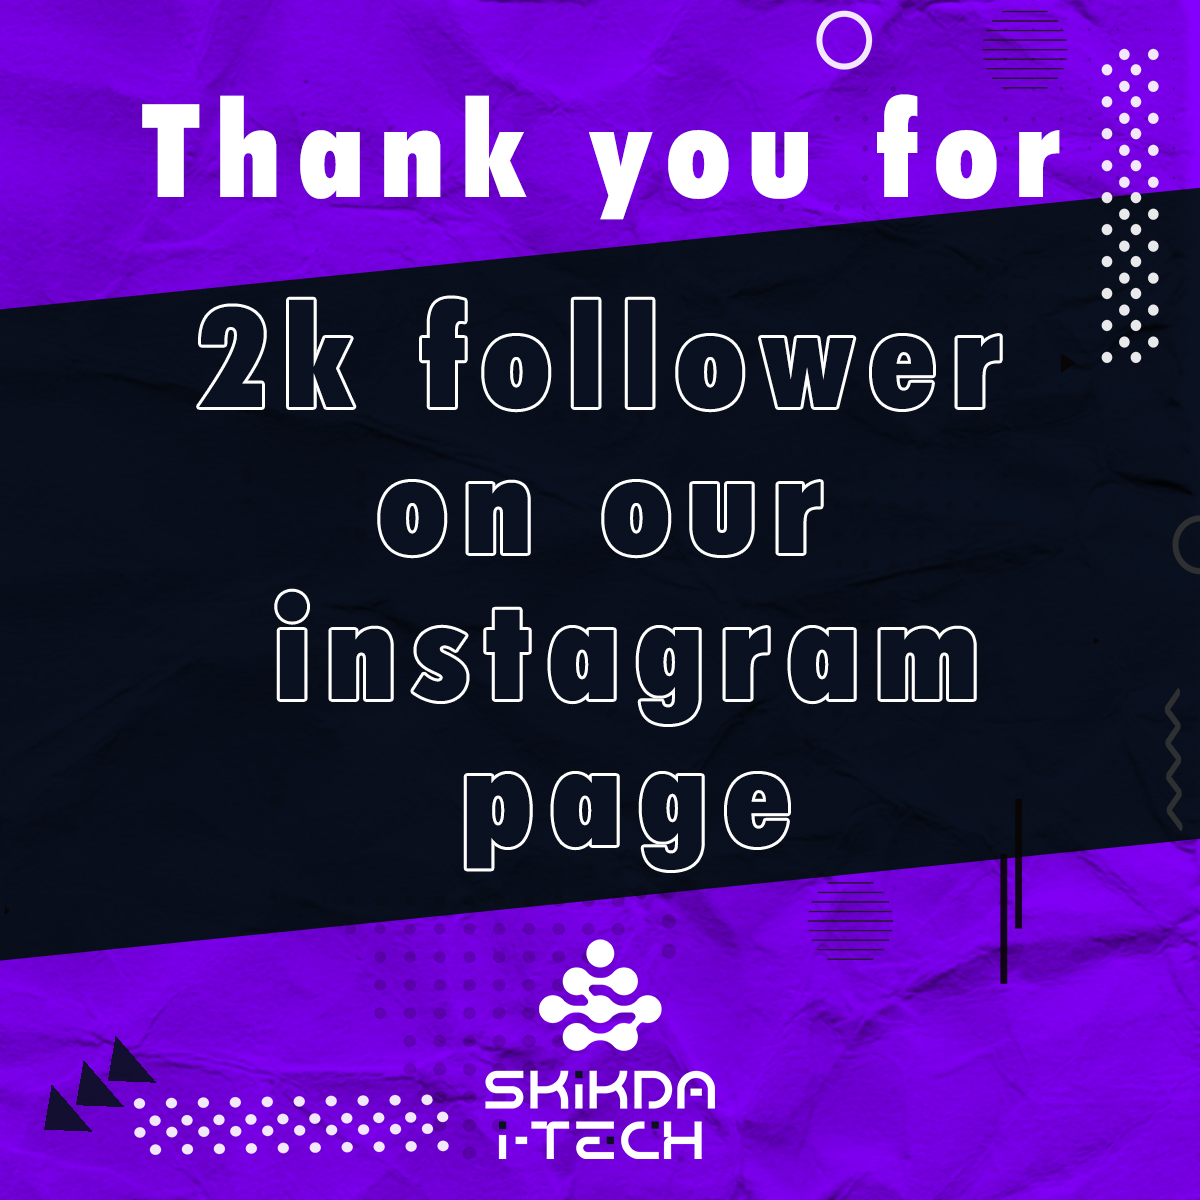 Thank you for
2k follower
on our
instagram
page
SKiKDA
i-TECH